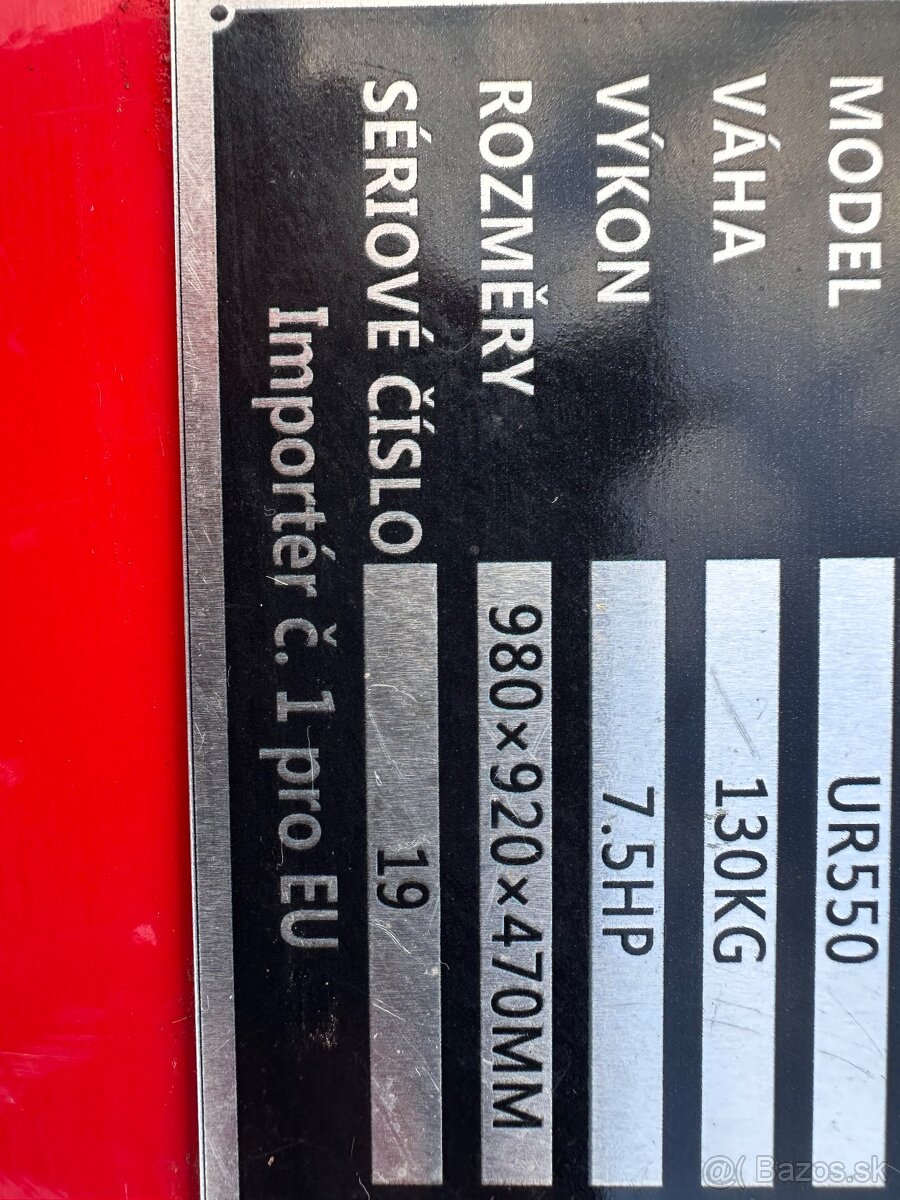 MODEL UR550
VÁHA 130KG
VÝKON 7.5HP
ROZMĚRY 980×920×470MM
SÉRIOVÉ ČÍSLO 19
Importér č. 1 pro EU
@( Bazos.sk